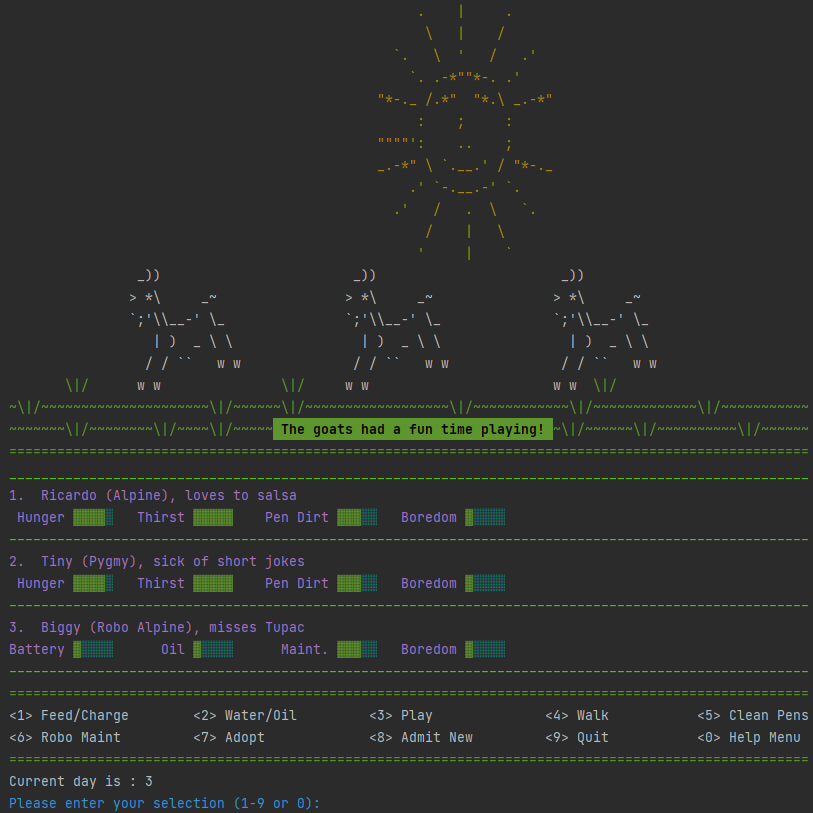 The goats had a fun time playing!
1.  Ricardo (Alpine), loves to salsa
Hunger   Thirst   Pen Dirt   Boredom
2.  Tiny (Pygmy), sick of short jokes
Hunger   Thirst   Pen Dirt   Boredom
3.  Biggy (Robo Alpine), misses Tupac
Battery   Oil   Maint.   Boredom
<1> Feed/Charge   <2> Water/Oil   <3> Play   <4> Walk   <5> Clean Pens
<6> Robo Maint   <7> Adopt   <8> Admit New   <9> Quit   <0> Help Menu
Current day is : 3
Please enter your selection (1-9 or 0):